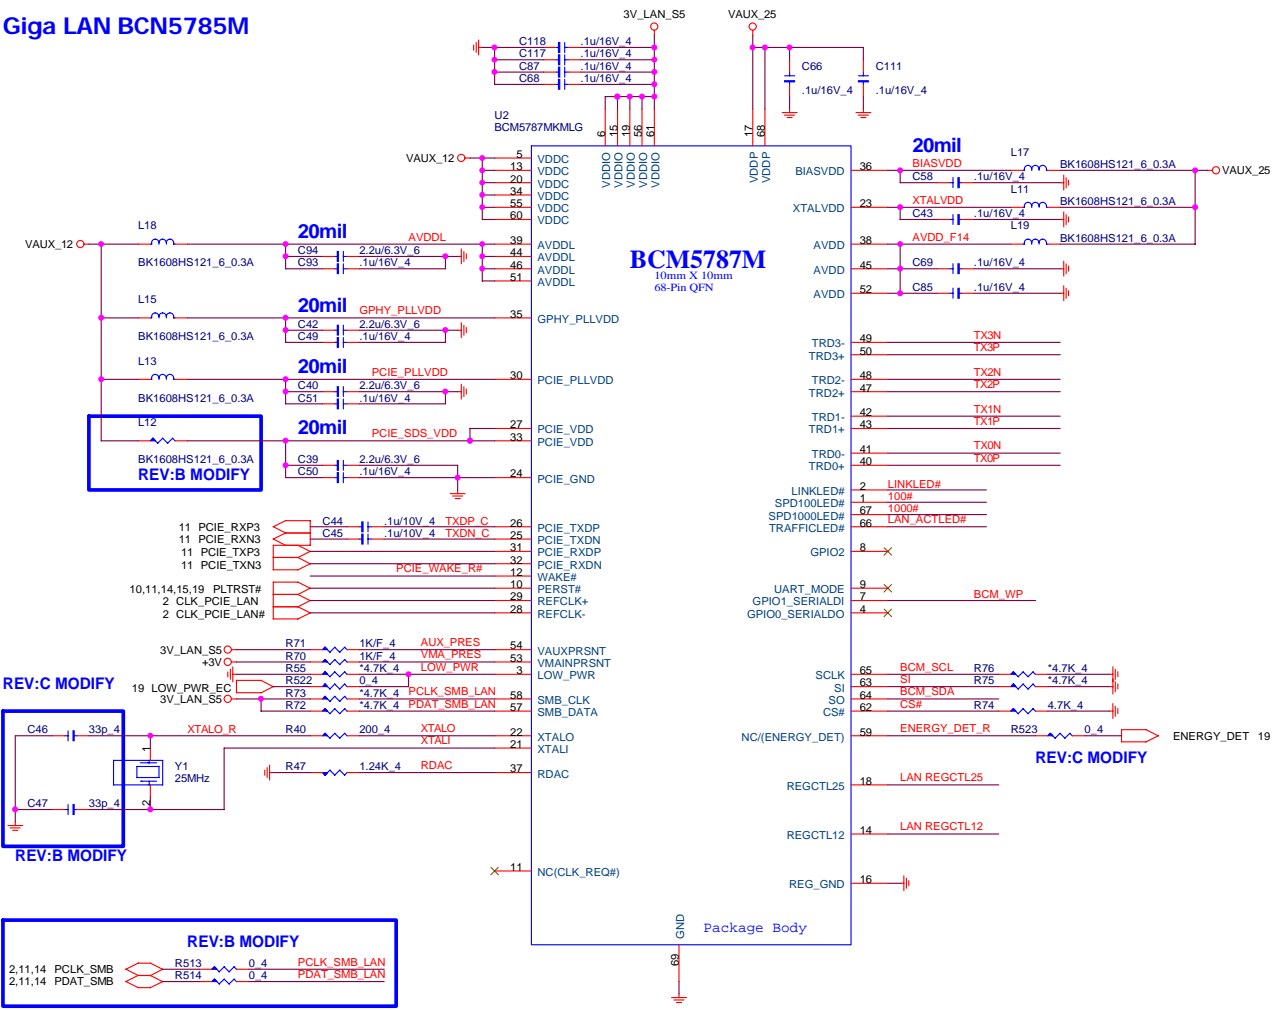 Giga LAN BCN5785M
3V_LAN_S5
VAUX_25
C118 .1u/16V_4
C117 .1u/16V_4
C87 .1u/16V_4
C68 .1u/16V_4
C66
.1u/16V_4
C111
.1u/16V_4
U2
BCM5787MKMLG
6 15 19 56 61
17 68
VDDIO VDDIO VDDIO VDDIO VDDIO
VDDP VDDP
VAUX_12
5 VDDC
13 VDDC
20 VDDC
34 VDDC
55 VDDC
60 VDDC
L18
VAUX_12
BK1608HS121_6_0.3A
20mil
AVDDL
C94 2.2u/6.3V_6
C93 .1u/16V_4
39 AVDDL
44 AVDDL
46 AVDDL
51 AVDDL
L15
BK1608HS121_6_0.3A
20mil
GPHY_PLLVDD
C42 2.2u/6.3V_6
C49 .1u/16V_4
35 GPHY_PLLVDD
L13
BK1608HS121_6_0.3A
20mil
PCIE_PLLVDD
C40 2.2u/6.3V_6
C51 .1u/16V_4
30 PCIE_PLLVDD
L12
BK1608HS121_6_0.3A
REV:B MODIFY
20mil
PCIE_SDS_VDD
C39 2.2u/6.3V_6
C50 .1u/16V_4
27 PCIE_VDD
33 PCIE_VDD
24 PCIE_GND
11 PCIE_RXP3 C44 .1u/10V_4 TXDP_C 26 PCIE_TXDP
11 PCIE_RXN3 C45 .1u/10V_4 TXDN_C 25 PCIE_TXDN
11 PCIE_TXP3 31 PCIE_RXDP
11 PCIE_TXN3 32 PCIE_RXDN
PCIE_WAKE_R# 12 WAKE#
10,11,14,15,19 PLTRST# 10 PERST#
2 CLK_PCIE_LAN 29 REFCLK+
2 CLK_PCIE_LAN# 28 REFCLK-
3V_LAN_S5 R71 1K/F_4 AUX_PRES 54 VAUXPRSNT
+3V R70 1K/F_4 VMA_PRES 53 VMAINPRSNT
R55 *4.7K_4 LOW_PWR 3 LOW_PWR
19 LOW_PWR_EC R522 0_4
3V_LAN_S5 R73 *4.7K_4 PCLK_SMB_LAN 58 SMB_CLK
R72 *4.7K_4 PDAT_SMB_LAN 57 SMB_DATA
REV:C MODIFY
C46 33p_4
XTALO_R R40 200_4 XTALO 22 XTALO
XTALI 21 XTALI
1
Y1
25MHz
2
C47 33p_4
REV:B MODIFY
R47 1.24K_4 RDAC 37 RDAC
11 NC(CLK_REQ#)
BCM5787M
10mm X 10mm
68-Pin QFN
20mil
BIASVDD 36 BIASVDD L17 BK1608HS121_6_0.3A
VAUX_25
C58 .1u/16V_4
XTALVDD 23 XTALVDD L11 BK1608HS121_6_0.3A
C43 .1u/16V_4
AVDD 38 AVDD_F14 L19 BK1608HS121_6_0.3A
AVDD 45 C69 .1u/16V_4
AVDD 52 C85 .1u/16V_4
TRD3- 49 TX3N
TRD3+ 50 TX3P
TRD2- 48 TX2N
TRD2+ 47 TX2P
TRD1- 42 TX1N
TRD1+ 43 TX1P
TRD0- 41 TX0N
TRD0+ 40 TX0P
LINKLED# 2 LINKLED#
SPD100LED# 1 100#
SPD1000LED# 67 1000#
TRAFFICLED# 66 LAN_ACTLED#
GPIO2 8
UART_MODE 9
GPIO1_SERIALDI 7 BCM_WP
GPIO0_SERIALDO 4
SCLK 65 BCM_SCL R76 *4.7K_4
SI 63 SI R75 *4.7K_4
SO 64 BCM_SDA
CS# 62 CS# R74 4.7K_4
NC/(ENERGY_DET) 59 ENERGY_DET_R R523 0_4 ENERGY_DET 19
REV:C MODIFY
REGCTL25 18 LAN REGCTL25
REGCTL12 14 LAN REGCTL12
REG_GND 16
Package Body
GND
69
REV:B MODIFY
2,11,14 PCLK_SMB R513 0_4 PCLK_SMB_LAN
2,11,14 PDAT_SMB R514 0_4 PDAT_SMB_LAN